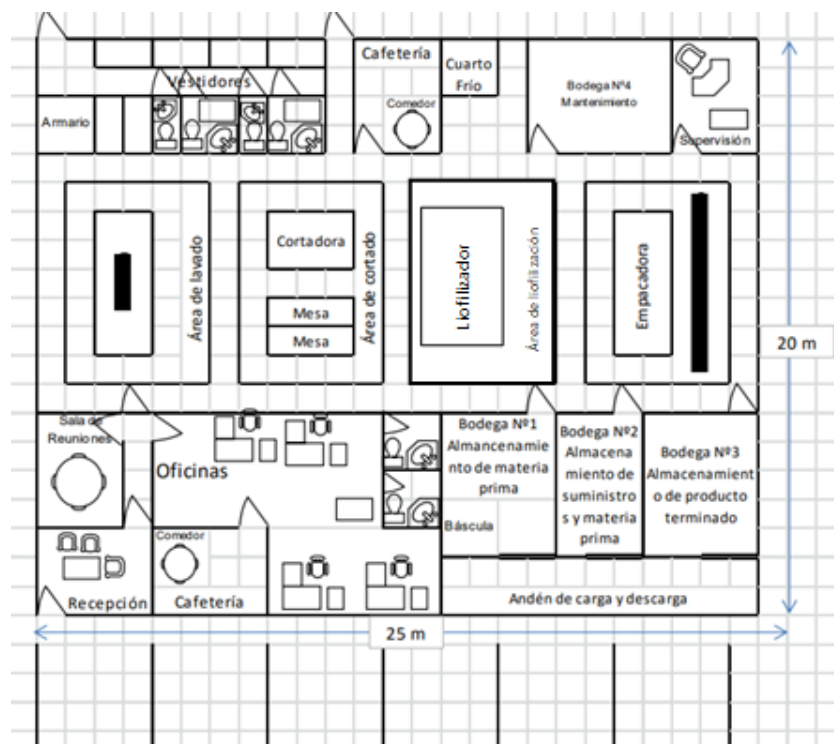 Cafetería
Cuarto
Frío
Vestidores
Bodega Nº4
Mantenimiento
Comedor
Armario
Supervisión
Área de lavado
Cortadora
Mesa
Mesa
Área de cortado
Liofilizador
Área de liofilización
Empacadora
20 m
Sala de
Reuniones
Oficinas
Bodega Nº1
Almancenamie
nto de materia
prima
Báscula
Bodega Nº2
Almacena
miento de
suministro
s y materia
prima
Bodega Nº3
Almacenamient
o de producto
terminado
Comedor
Recepción
Cafetería
Andén de carga y descarga
25 m